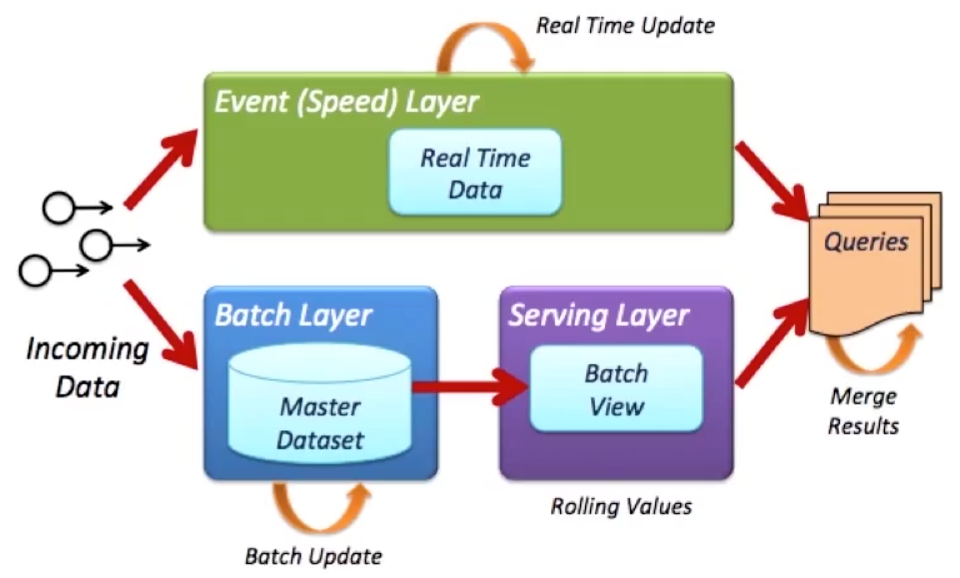 Real Time Update
Event (Speed) Layer
Real Time
Data
Queries
Incoming
Data
Batch Layer
Master
Dataset
Serving Layer
Batch
View
Merge
Results
Rolling Values
Batch Update